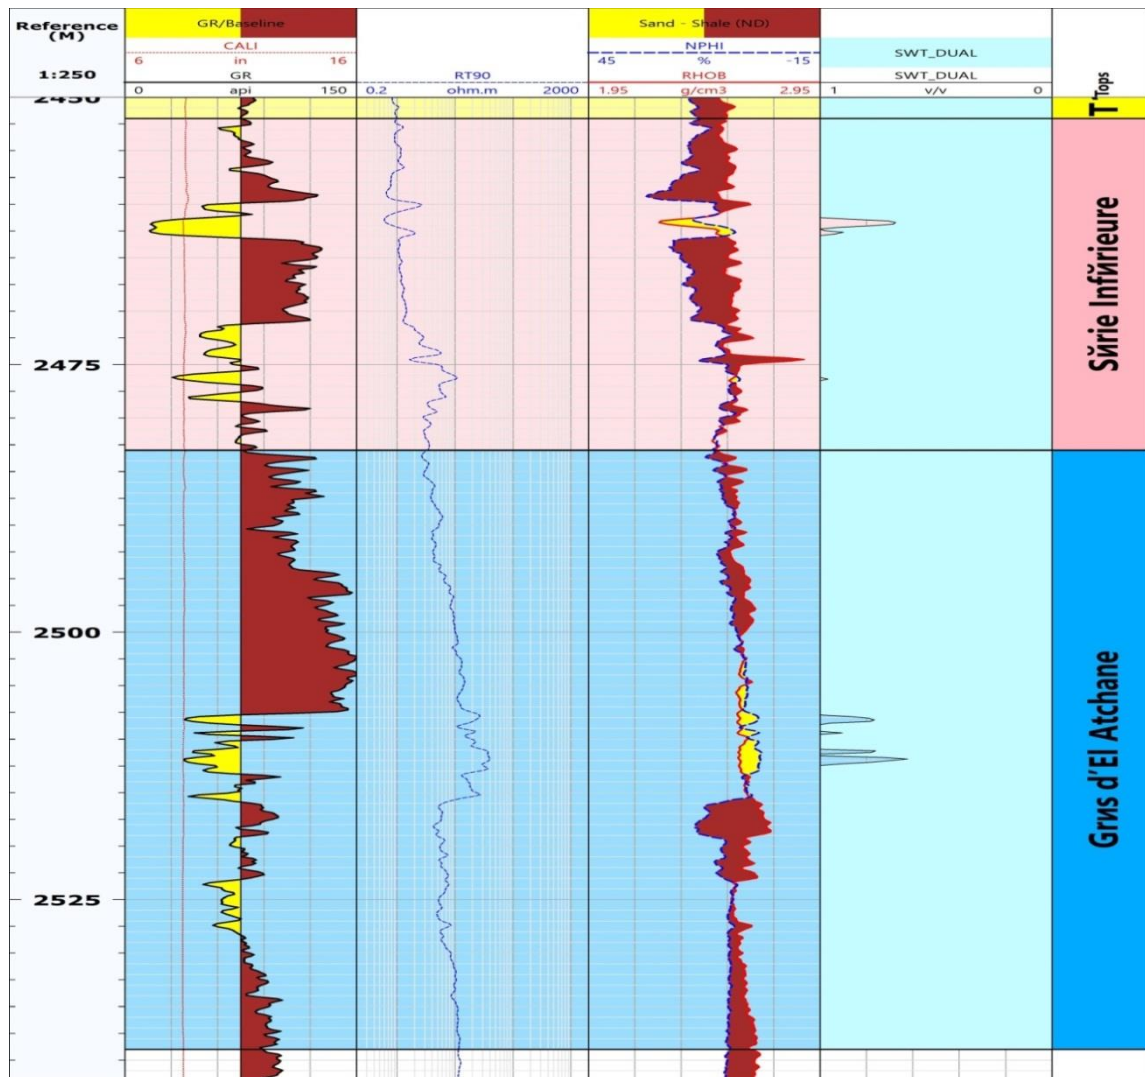 Reference
(M)
1:250
GR/Baseline
CALI
6 in 16
GR
0 api 150
RT90
0.2 ohm.m 2000
Sand - Shale (ND)
NPHI
45 % -15
RHOB
1.95 g/cm3 2.95
SWT_DUAL
SWT_DUAL
1 v/v 0
Tops
T
2450
2475
2500
2525
Sйrie Infйrieure
Grиs d'El Atchane